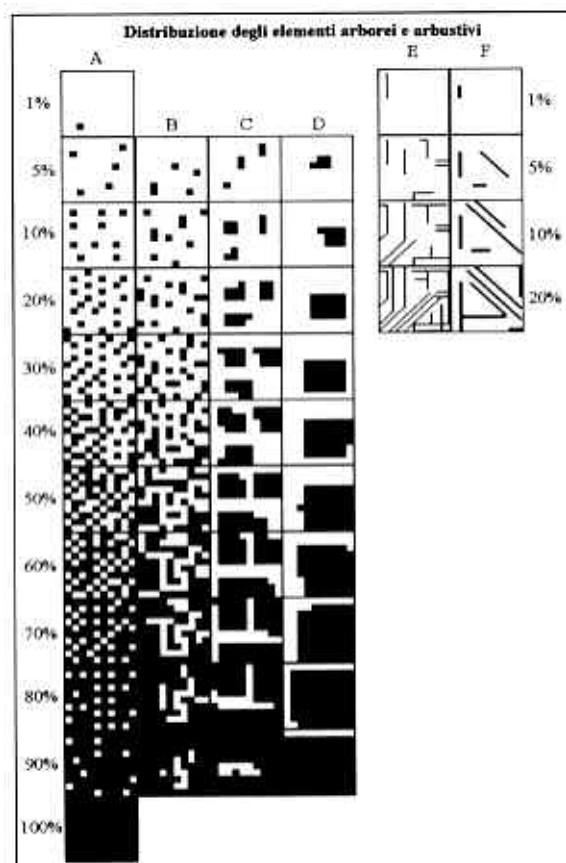 Distribuzione degli elementi arborei e arbustivi
A
B
C
D
E
F
1%
5%
10%
20%
30%
40%
50%
60%
70%
80%
90%
100%
1%
5%
10%
20%